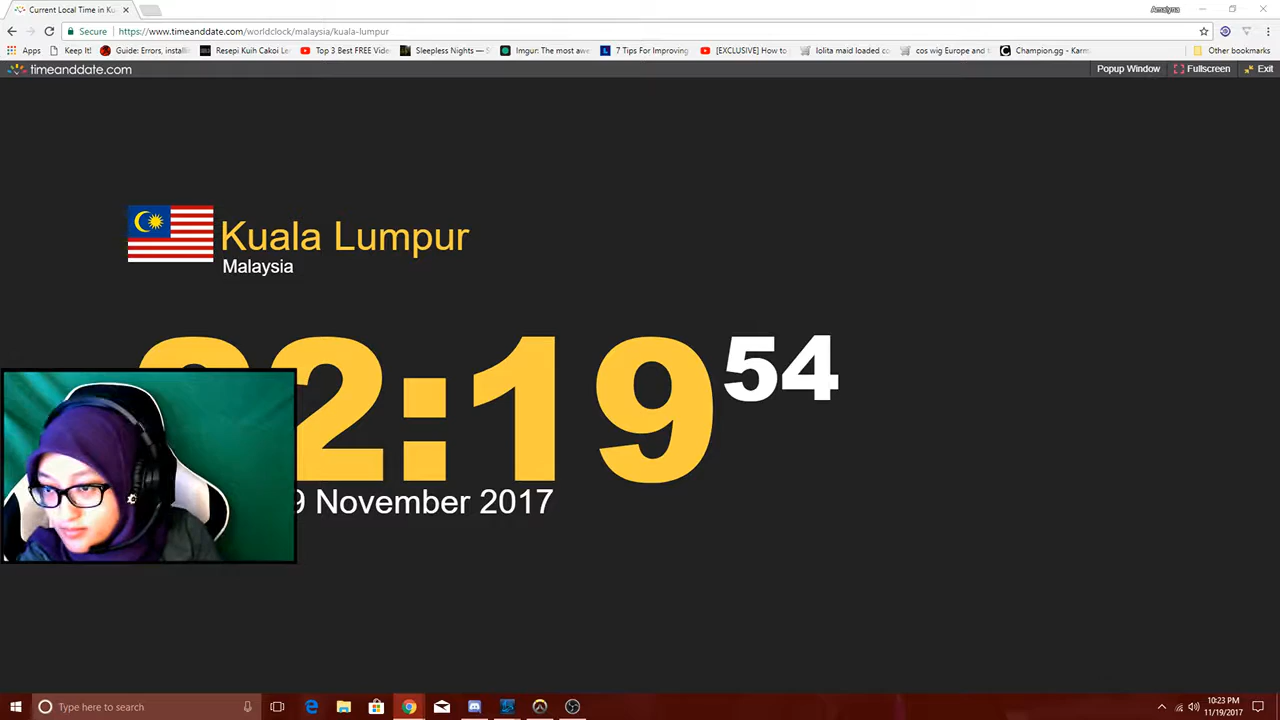 Current Local Time in Ku
Amalyna
Secure https://www.timeanddate.com/worldclock/malaysia/kuala-lumpur
Apps Keep It! Guide: Errors, install Resepi Kuih Cakoi Le Top 3 Best FREE Vide Sleepless Nights — S Imgur: The most awe 7 Tips For Improving [EXCLUSIVE] How to lolita maid loaded co cos wig Europe and t Champion.gg - Karm Other bookmarks
timeanddate.com Popup Window Fullscreen Exit
Kuala Lumpur
Malaysia
22:19 54
9 November 2017
Type here to search
10:23 PM
11/19/2017